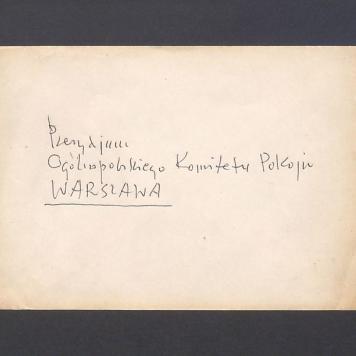 Prezydium
Ogólnopolskiego Komitetu Pokoju
WARSZAWA